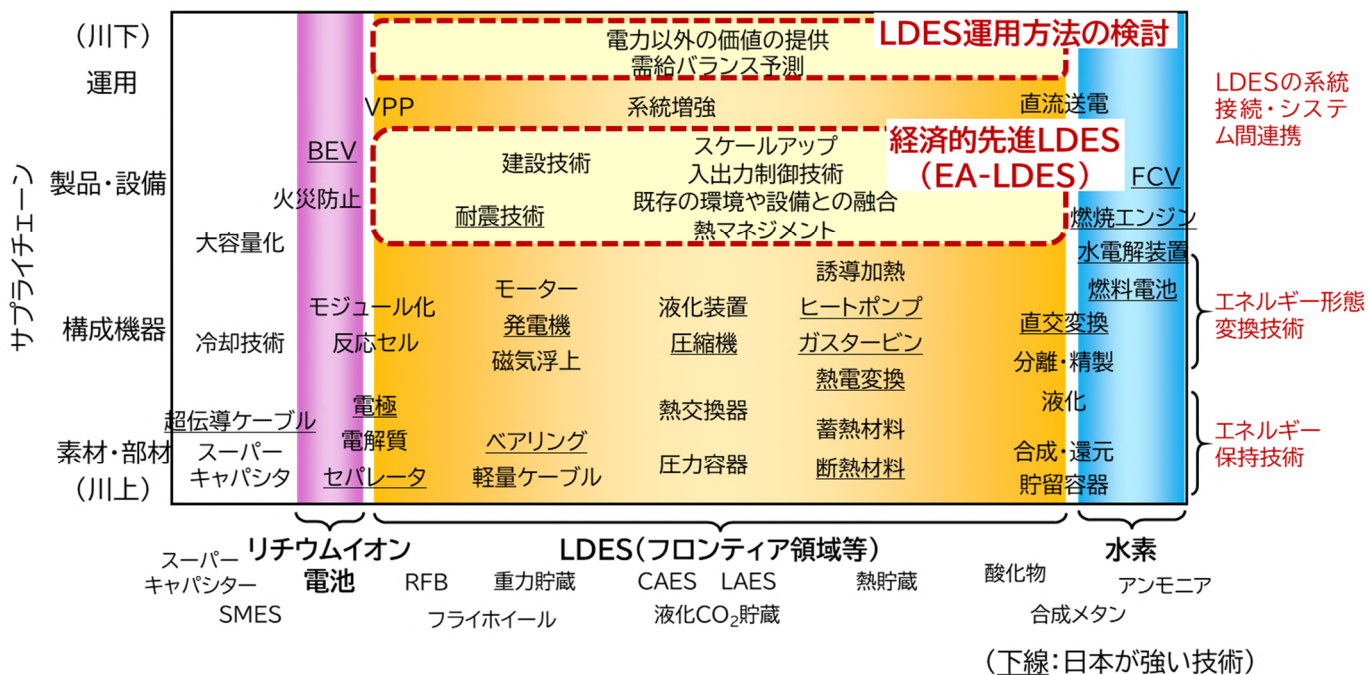 (川下)
運用
サプライチェーン
製品・設備
構成機器
素材・部材
(川上)
LDES運用方法の検討
電力以外の価値の提供
需給バランス予測
VPP
系統増強
直流送電
LDESの系統
接続・システ
ム間連携
経済的先進LDES
(EA-LDES)
BEV
建設技術
スケールアップ
入出力制御技術
既存の環境や設備との融合
熱マネジメント
耐震技術
火災防止
大容量化
FCV
燃焼エンジン
水電解装置
燃料電池
エネルギー形態
変換技術
モジュール化
反応セル
冷却技術
モーター
発電機
磁気浮上
液化装置
圧縮機
誘導加熱
ヒートポンプ
ガスタービン
熱電変換
直交変換
分離・精製
液化
超伝導ケーブル
スーパー
キャパシタ
電極
電解質
セパレータ
ベアリング
軽量ケーブル
熱交換器
圧力容器
蓄熱材料
断熱材料
合成・還元
貯留容器
エネルギー
保持技術
リチウムイオン
電池
LDES(フロンティア領域等)
水素
スーパー
キャパシター
SMES
RFB
重力貯蔵
フライホイール
CAES
LAES
液化CO₂貯蔵
熱貯蔵
酸化物
合成メタン
アンモニア
(下線:日本が強い技術)